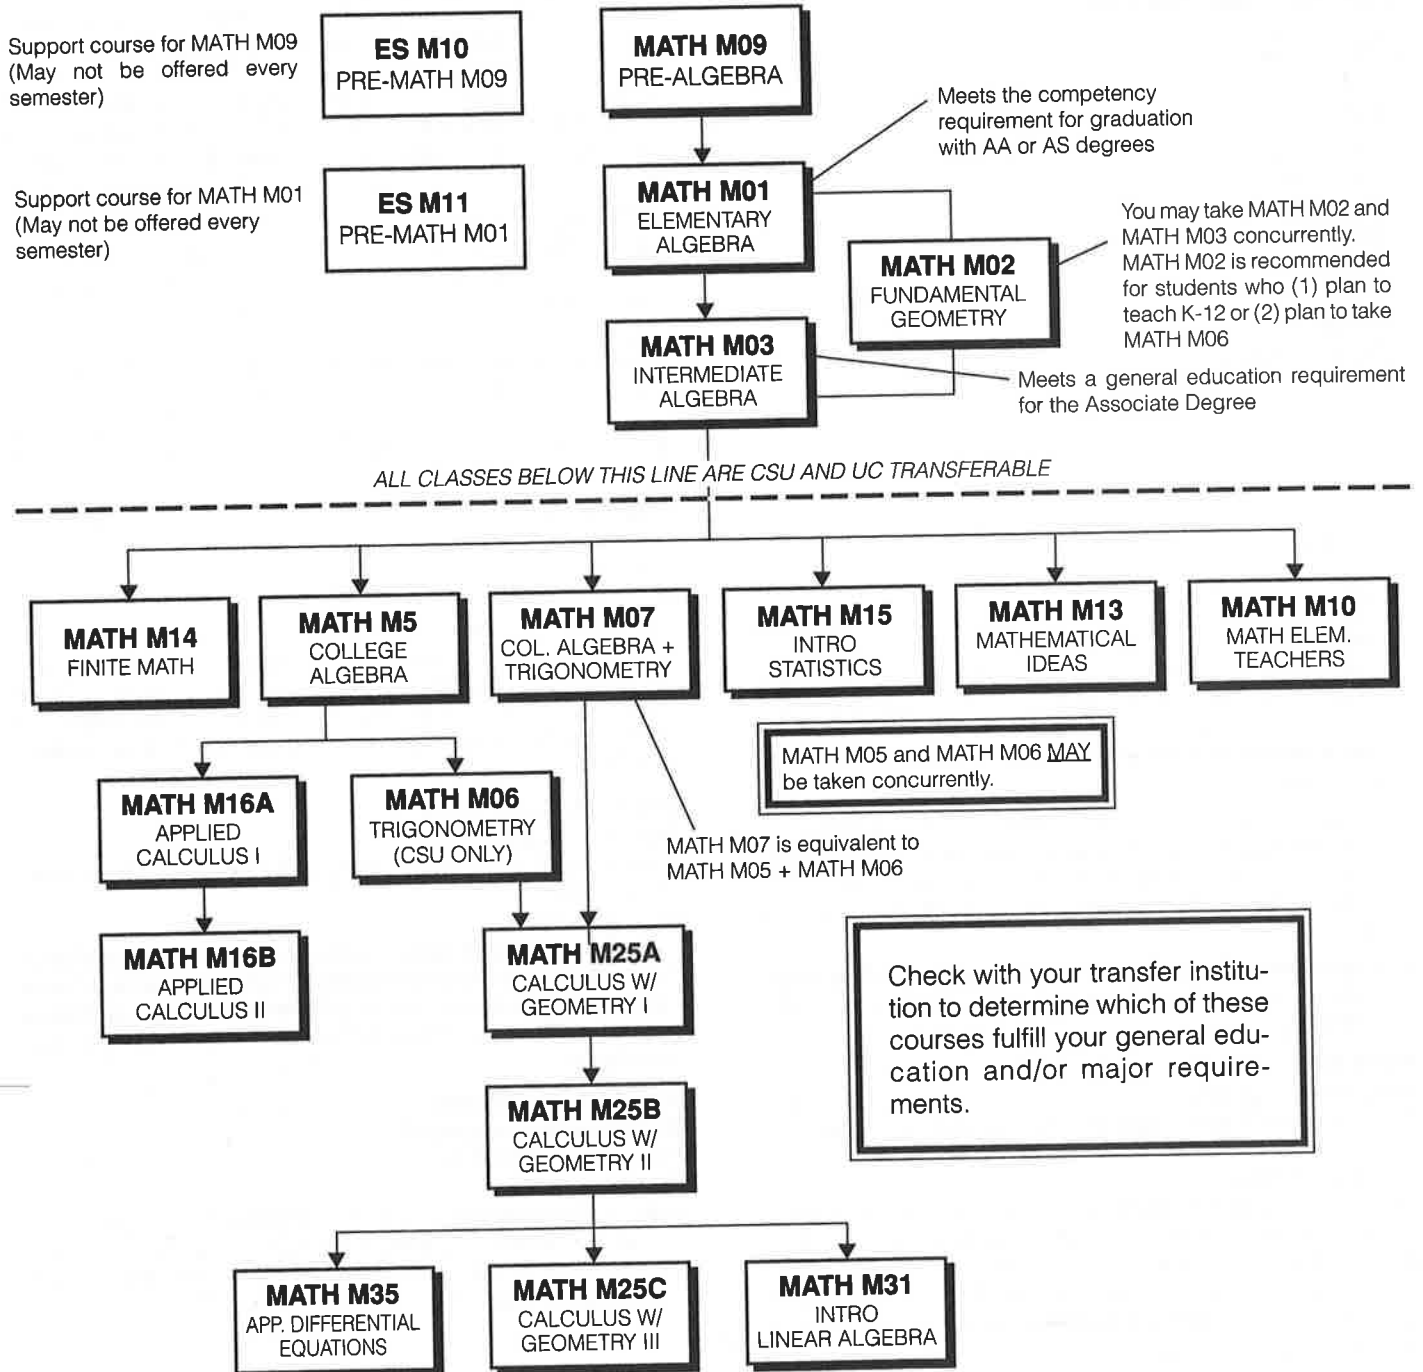 Support course for MATH M09
(May not be offered every
semester)
ES M10
PRE-MATH M09
MATH M09
PRE-ALGEBRA
Meets the competency
requirement for graduation
with AA or AS degrees
Support course for MATH M01
(May not be offered every
semester)
ES M11
PRE-MATH M01
MATH M01
ELEMENTARY
ALGEBRA
MATH M02
FUNDAMENTAL
GEOMETRY
You may take MATH M02 and
MATH M03 concurrently.
MATH M02 is recommended
for students who (1) plan to
teach K-12 or (2) plan to take
MATH M06
MATH M03
INTERMEDIATE
ALGEBRA
Meets a general education requirement
for the Associate Degree
ALL CLASSES BELOW THIS LINE ARE CSU AND UC TRANSFERABLE
MATH M14
FINITE MATH
MATH M5
COLLEGE
ALGEBRA
MATH M07
COL. ALGEBRA +
TRIGONOMETRY
MATH M15
INTRO
STATISTICS
MATH M13
MATHEMATICAL
IDEAS
MATH M10
MATH ELEM.
TEACHERS
MATH M05 and MATH M06 MAY
be taken concurrently.
MATH M16A
APPLIED
CALCULUS I
MATH M06
TRIGONOMETRY
(CSU ONLY)
MATH M07 is equivalent to
MATH M05 + MATH M06
MATH M16B
APPLIED
CALCULUS II
MATH M25A
CALCULUS W/
GEOMETRY I
Check with your transfer institu-
tion to determine which of these
courses fulfill your general edu-
cation and/or major require-
ments.
MATH M25B
CALCULUS W/
GEOMETRY II
MATH M35
APP. DIFFERENTIAL
EQUATIONS
MATH M25C
CALCULUS W/
GEOMETRY III
MATH M31
INTRO
LINEAR ALGEBRA